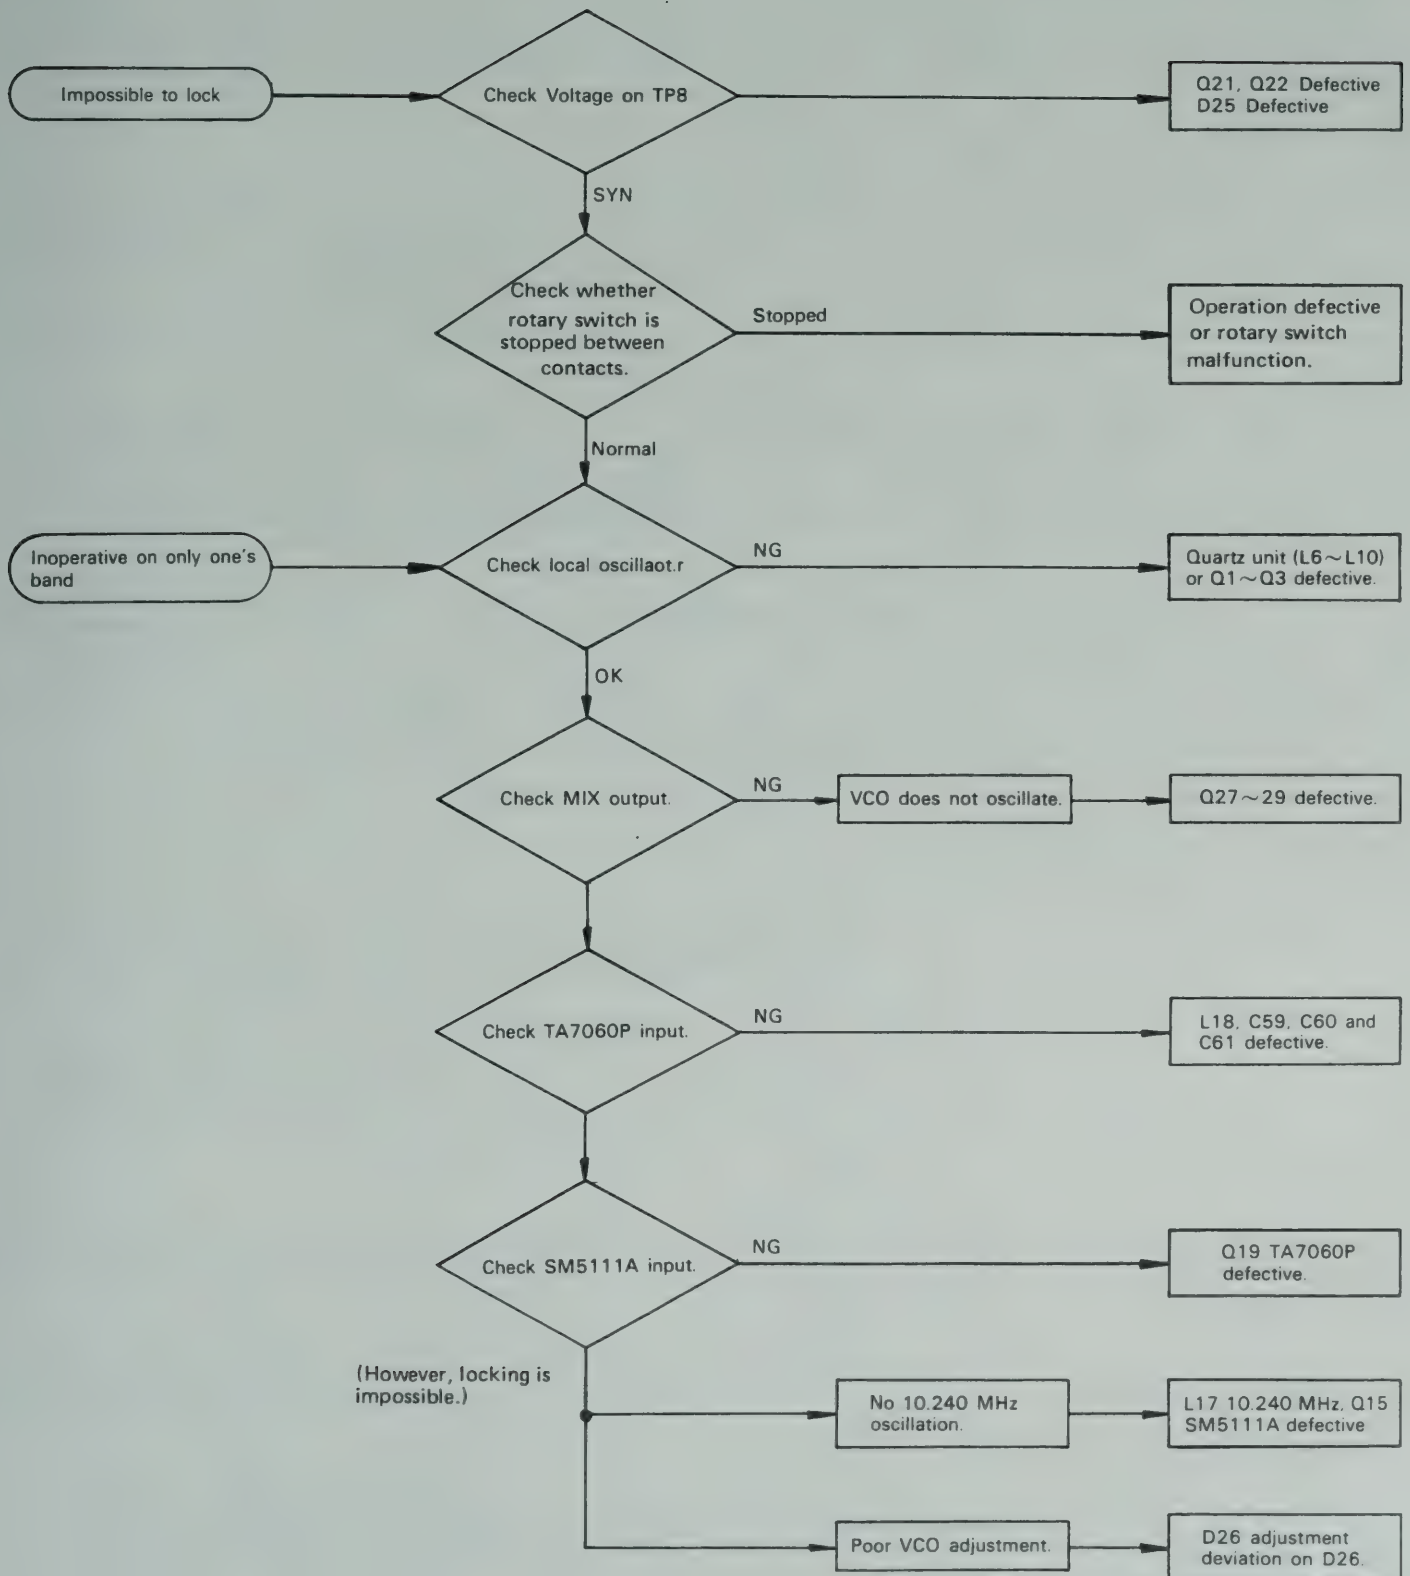 Impossible to lock
Check Voltage on TP8
Q21, Q22 Defective
D25 Defective
SYN
Check whether
rotary switch is
stopped between
contacts.
Stopped
Operation defective
or rotary switch
malfunction.
Normal
Inoperative on only one's
band
Check local oscillaot.r
NG
Quartz unit (L6~L10)
or Q1~Q3 defective.
OK
Check MIX output.
NG
VCO does not oscillate.
Q27~29 defective.
Check TA7060P input.
NG
L18, C59, C60 and
C61 defective.
Check SM5111A input.
NG
Q19 TA7060P
defective.
(However, locking is
impossible.)
No 10.240 MHz
oscillation.
L17 10.240 MHz, Q15
SM5111A defective
Poor VCO adjustment.
D26 adjustment
deviation on D26.